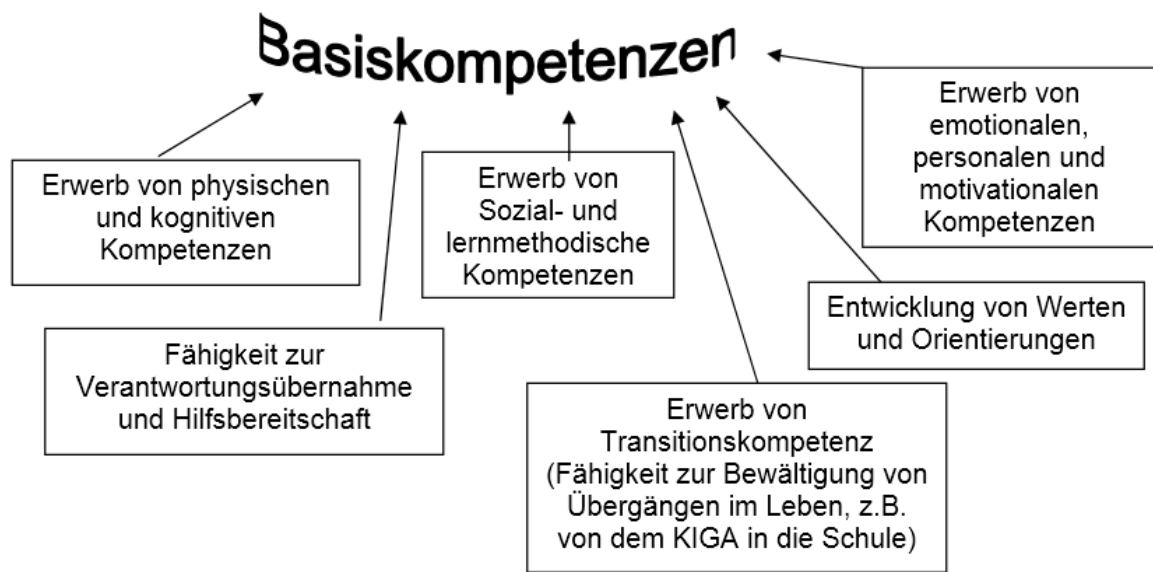 Basiskompetenzen
Erwerb von physischen
und kognitiven
Kompetenzen
Fähigkeit zur
Verantwortungsübernahme
und Hilfsbereitschaft
Erwerb von
Sozial- und
lernmethodische
Kompetenzen
Erwerb von
Transitionskompetenz
(Fähigkeit zur Bewältigung von
Übergängen im Leben, z.B.
von dem KIGA in die Schule)
Entwicklung von Werten
und Orientierungen
Erwerb von
emotionalen,
personalen und
motivationalen
Kompetenzen